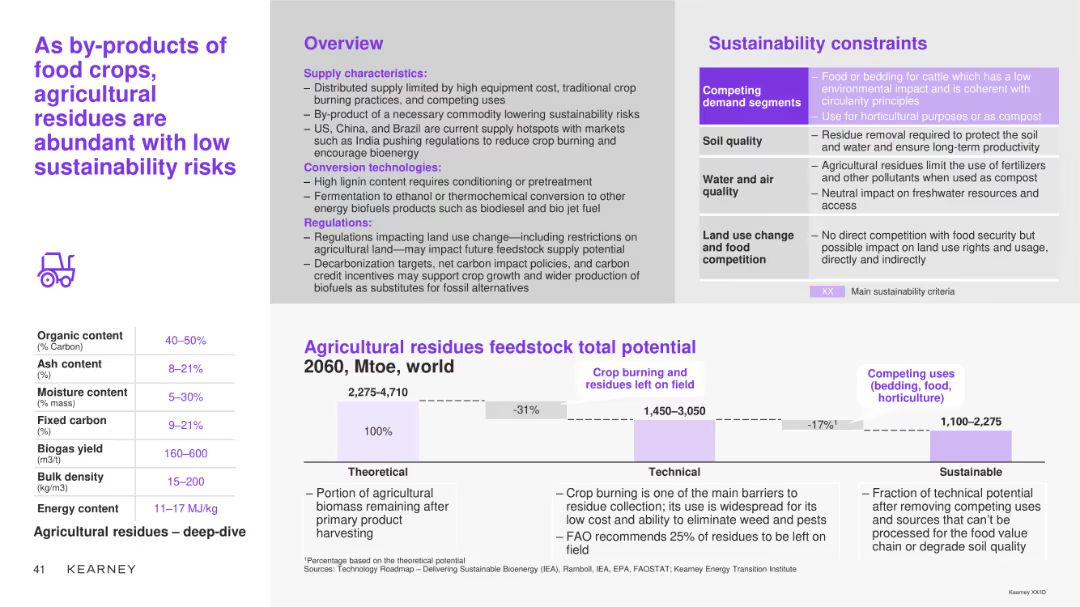 As by-products of
food crops,
agricultural
residues are
abundant with low
sustainability risks
Organic content
(% Carbon)
40–50%
Ash content
(%)
8–21%
Moisture content
(% mass)
5–30%
Fixed carbon
(%)
9–21%
Biogas yield
(m3/t)
160–600
Bulk density
(kg/m3)
15–200
Energy content
11–17 MJ/kg
Agricultural residues – deep-dive
41 KEARNEY
Overview
Supply characteristics:
– Distributed supply limited by high equipment cost, traditional crop
burning practices, and competing uses
– By-product of a necessary commodity lowering sustainability risks
– US, China, and Brazil are current supply hotspots with markets
such as India pushing regulations to reduce crop burning and
encourage bioenergy
Conversion technologies:
– High lignin content requires conditioning or pretreatment
– Fermentation to ethanol or thermochemical conversion to other
energy biofuels products such as biodiesel and bio jet fuel
Regulations:
– Regulations impacting land use change—including restrictions on
agricultural land—may impact future feedstock supply potential
– Decarbonization targets, net carbon impact policies, and carbon
credit incentives may support crop growth and wider production of
biofuels as substitutes for fossil alternatives
Sustainability constraints
Competing
demand segments
– Food or bedding for cattle which has a low
environmental impact and is coherent with
circularity principles
– Use for horticultural purposes or as compost
Soil quality
– Residue removal required to protect the soil
and water and ensure long-term productivity
Water and air
quality
– Agricultural residues limit the use of fertilizers
and other pollutants when used as compost
– Neutral impact on freshwater resources and
access
Land use change
and food
competition
– No direct competition with food security but
possible impact on land use rights and usage,
directly and indirectly
XX Main sustainability criteria
Agricultural residues feedstock total potential
2060, Mtoe, world
2,275-4,710
100%
Theoretical
-31%
Crop burning and
residues left on field
1,450–3,050
Technical
-17%¹
Competing uses
(bedding, food,
horticulture)
1,100–2,275
Sustainable
– Portion of agricultural
biomass remaining after
primary product
harvesting
– Crop burning is one of the main barriers to
residue collection; its use is widespread for its
low cost and ability to eliminate weed and pests
– FAO recommends 25% of residues to be left on
field
– Fraction of technical potential
after removing competing uses
and sources that can't be
processed for the food value
chain or degrade soil quality
¹Percentage based on the theoretical potential
Sources: Technology Roadmap – Delivering Sustainable Bioenergy (IEA), Ramboll, IEA, EPA, FAOSTAT; Kearney Energy Transition Institute